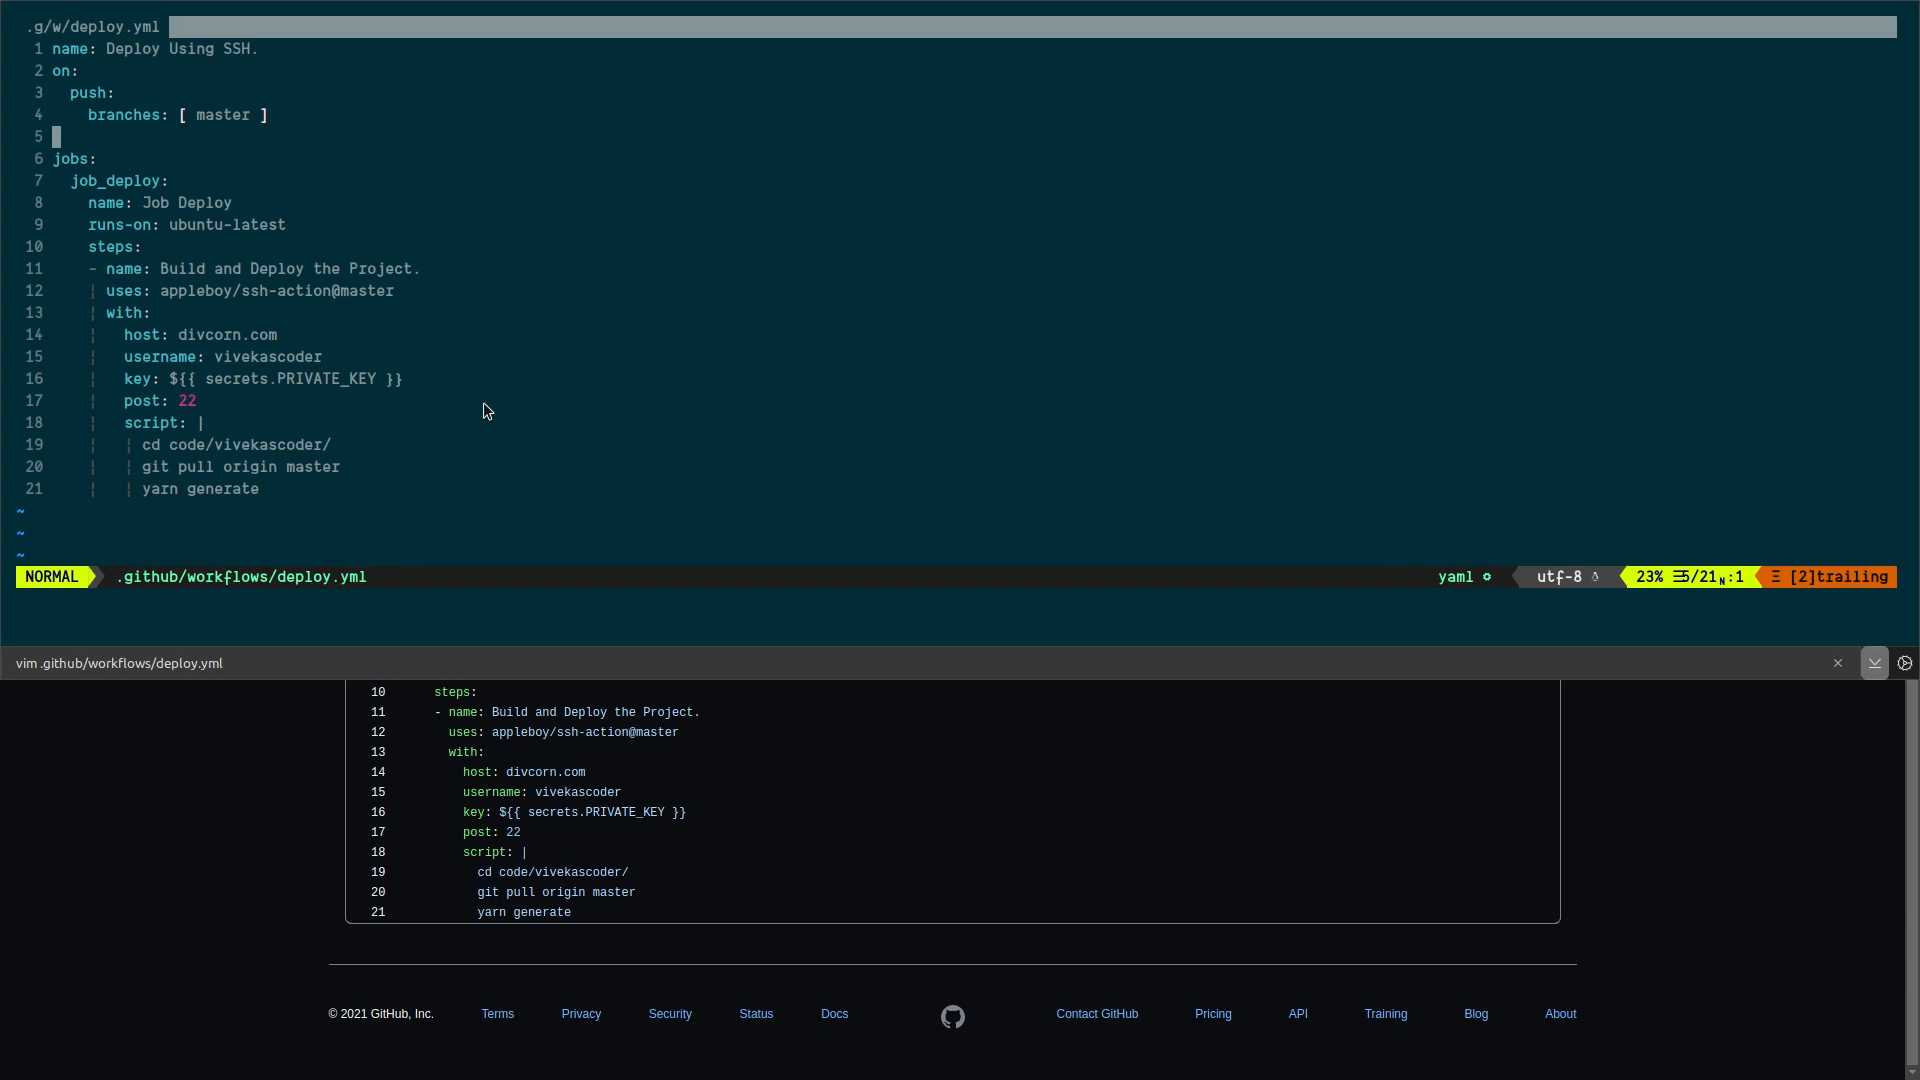 .g/w/deploy.yml
1 name: Deploy Using SSH.
2 on:
3   push:
4     branches: [ master ]
5
6 jobs:
7   job_deploy:
8     name: Job Deploy
9     runs-on: ubuntu-latest
10     steps:
11     - name: Build and Deploy the Project.
12     ¦ uses: appleboy/ssh-action@master
13     ¦ with:
14     ¦   host: divcorn.com
15     ¦   username: vivekascoder
16     ¦   key: ${{ secrets.PRIVATE_KEY }}
17     ¦   post: 22
18     ¦   script: |
19     ¦   ¦ cd code/vivekascoder/
20     ¦   ¦ git pull origin master
21     ¦   ¦ yarn generate
~
~
~
NORMAL .github/workflows/deploy.yml yaml utf-8 23% 5/21 :1 Ξ [2]trailing
vim .github/workflows/deploy.yml
10     steps:
11     - name: Build and Deploy the Project.
12       uses: appleboy/ssh-action@master
13       with:
14         host: divcorn.com
15         username: vivekascoder
16         key: ${{ secrets.PRIVATE_KEY }}
17         post: 22
18         script: |
19           cd code/vivekascoder/
20           git pull origin master
21           yarn generate
© 2021 GitHub, Inc. Terms Privacy Security Status Docs Contact GitHub Pricing API Training Blog About